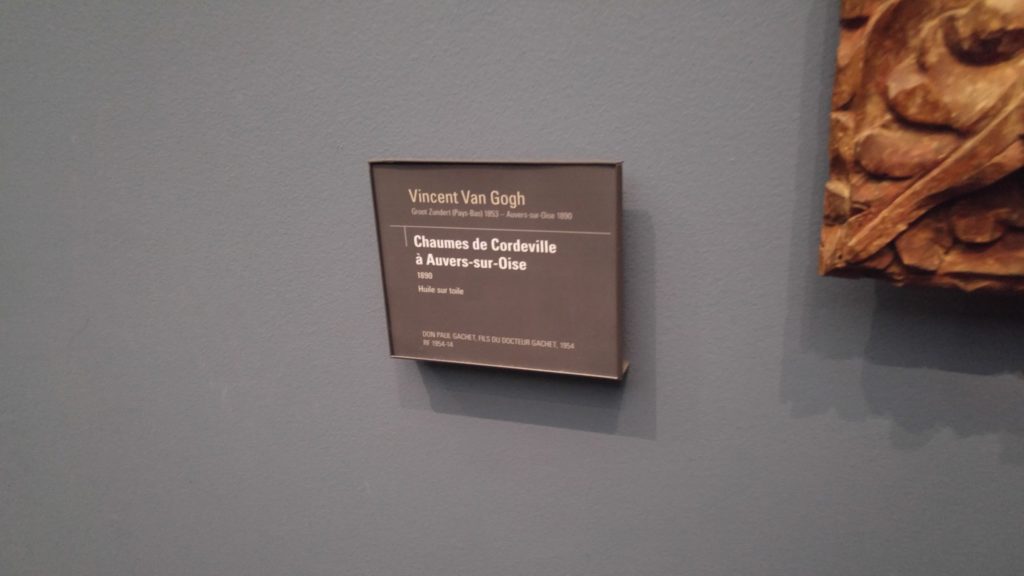 Vincent Van Gogh
Groot Zundert (Pays-Bas) 1853 – Auvers-sur-Oise 1890
Chaumes de Cordeville
à Auvers-sur-Oise
1890
Huile sur toile
DON PAUL GACHET, FILS DU DOCTEUR GACHET, 1954
RF 1954-14